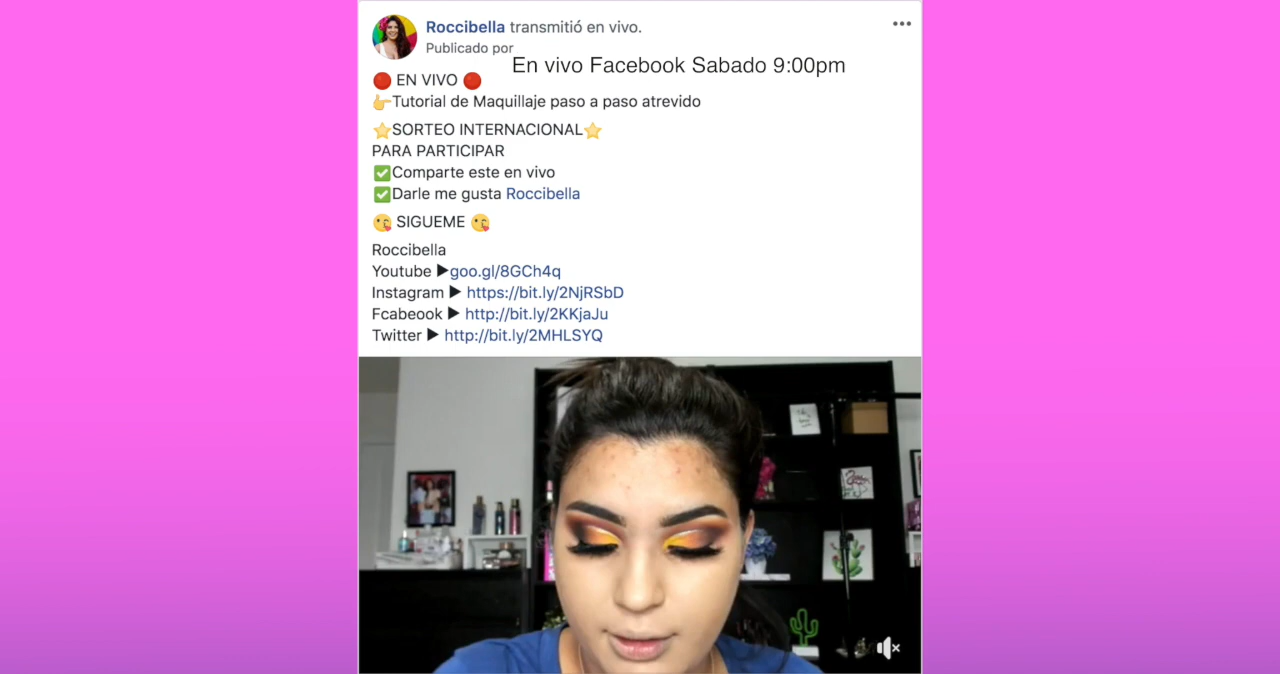 Roccibella transmitió en vivo.
Publicado por
En vivo Facebook Sabado 9:00pm
🔴 EN VIVO 🔴
👉Tutorial de Maquillaje paso a paso atrevido
⭐SORTEO INTERNACIONAL⭐
PARA PARTICIPAR
✅Comparte este en vivo
✅Darle me gusta Roccibella
😘 SIGUEME 😘
Roccibella
Youtube ▶goo.gl/8GCh4q
Instagram ▶ https://bit.ly/2NjRSbD
Fcabeook ▶ http://bit.ly/2KKjaJu
Twitter ▶ http://bit.ly/2MHLSYQ